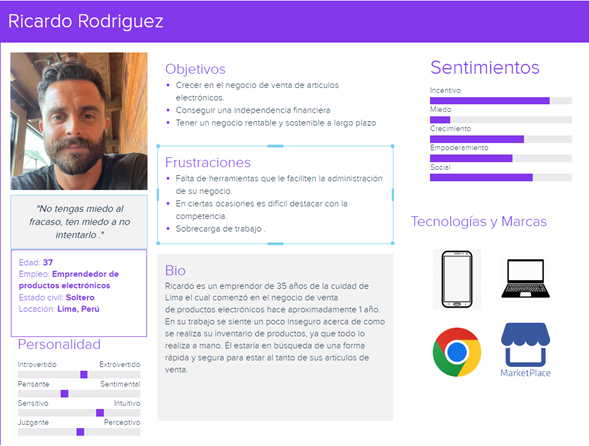 Ricardo Rodriguez
"No tengas miedo al
fracaso, ten miedo a no
intentarlo ."
Edad: 37
Empleo: Emprendedor de
productos electrónicos
Estado civil: Soltero
Locación: Lima, Perú
Personalidad
Introvertido Extrovertido
Pensante Sentimental
Sensitivo Intuitivo
Juzgante Perceptivo
Objetivos
Crecer en el negocio de venta de artículos
electrónicos.
Conseguir una independencia financiera
Tener un negocio rentable y sostenible a largo plazo
Frustraciones
Falta de herramientas que le faciliten la administración
de su negocio.
En ciertas ocasiones es difícil destacar con la
competencia.
Sobrecarga de trabajo .
Bio
Ricardo es un emprendor de 35 años de la cuidad de
Lima el cual comenzó en el negocio de venta
de.productos electrónicos hace aproximadamente 1 año.
En su trabajo se siente un poco inseguro acerca de como
se realiza su inventario de productos, ya que todo lo
realiza a mano. Él estaría en búsqueda de una forma
rápida y segura para estar al tanto de sus artículos de
venta.
Sentimientos
Incentivo
Miedo
Crecimiento
Empoderamiento
Social
Tecnologías y Marcas
MarketPlace